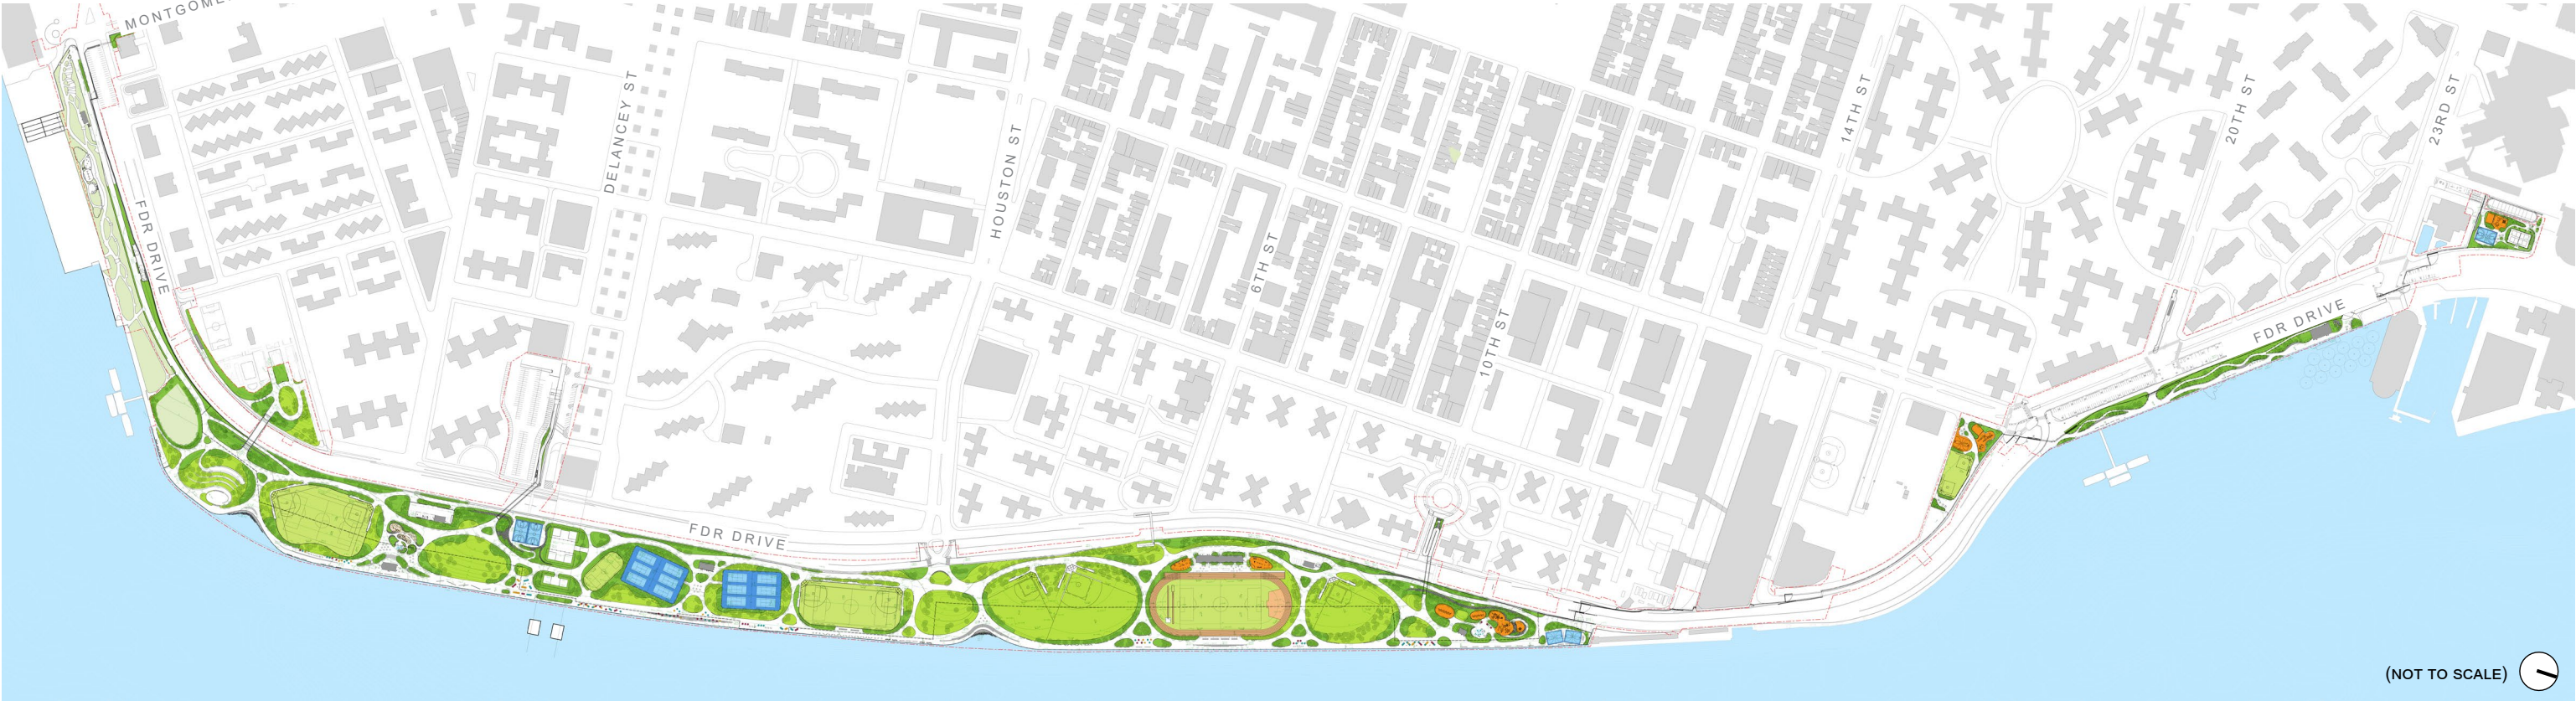 MONTGOME
FDR DRIVE
DELANCEY ST
HOUSTON ST
FDR DRIVE
6TH ST
10TH ST
14TH ST
20TH ST
23RD ST
FDR DRIVE
(NOT TO SCALE)